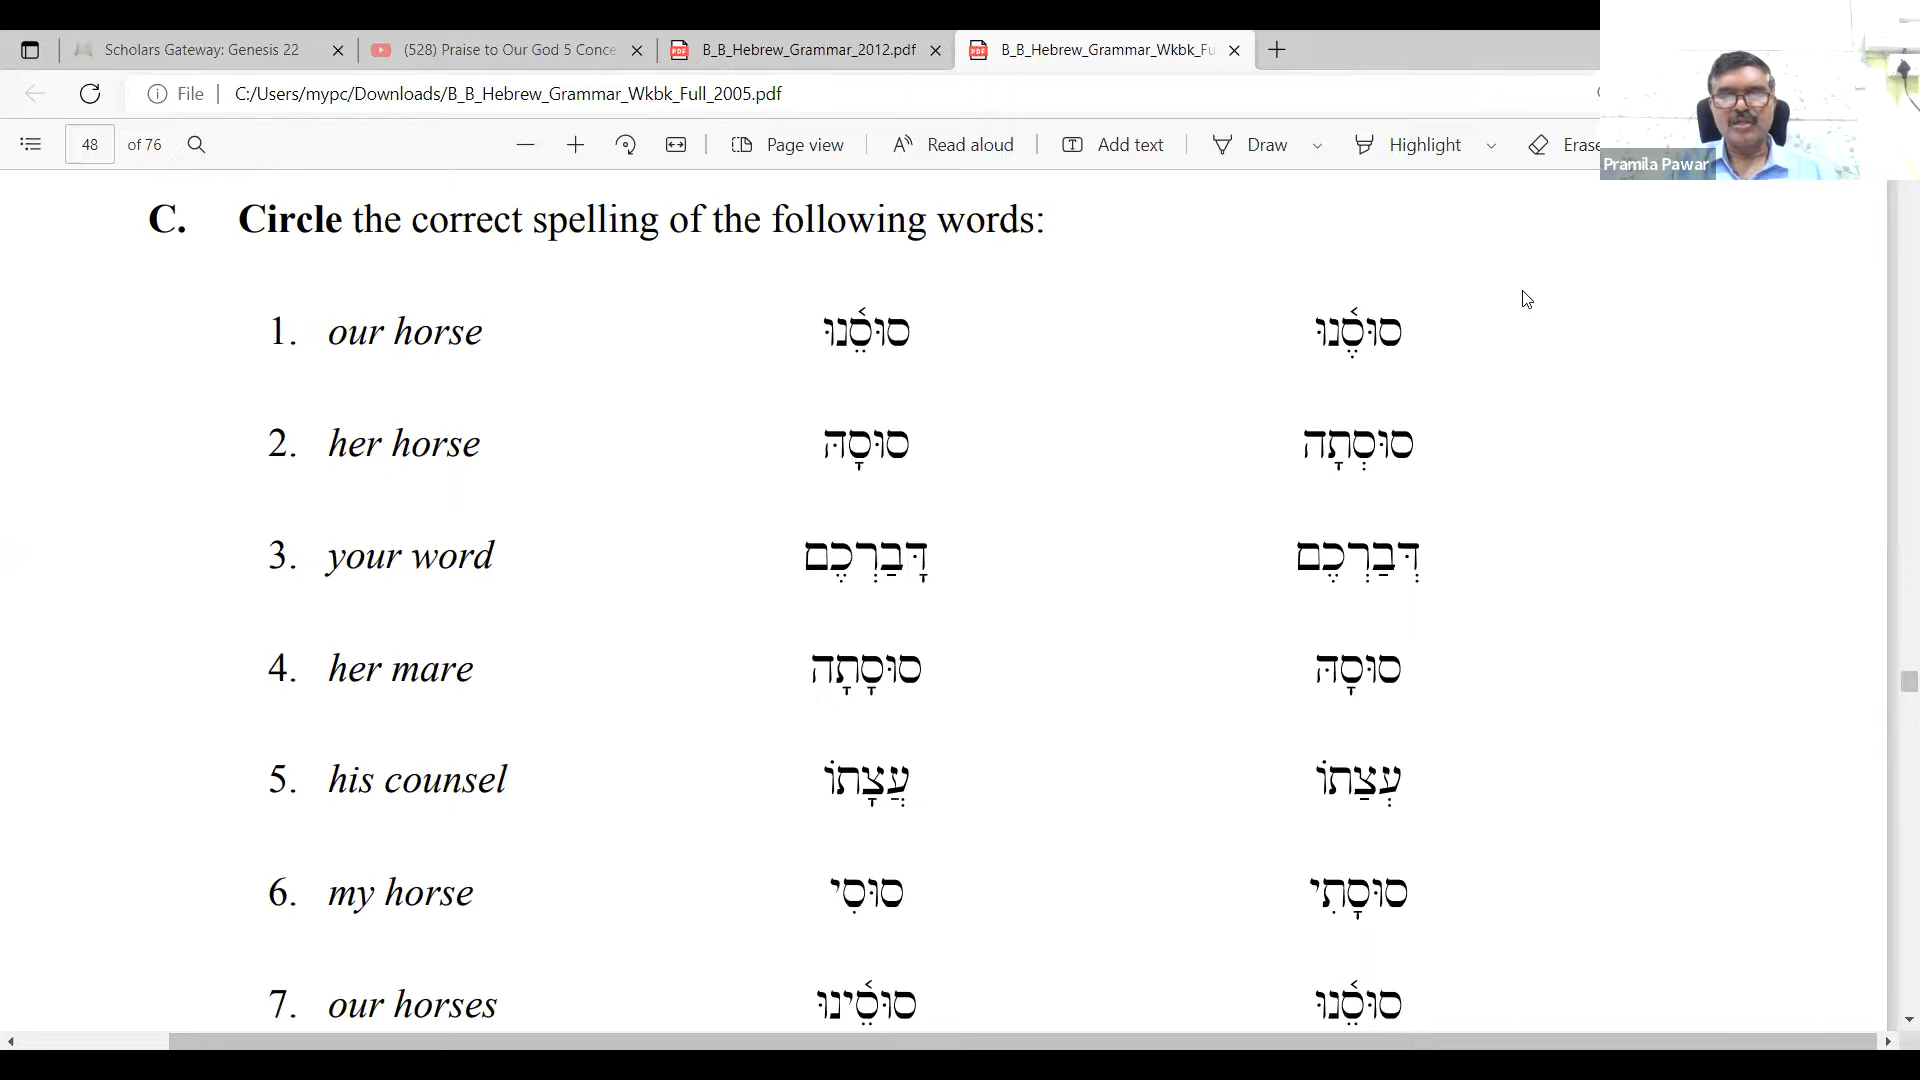 Scholars Gateway: Genesis 22 (528) Praise to Our God 5 Conce B_B_Hebrew_Grammar_2012.pdf B_B_Hebrew_Grammar_Wkbk_Fu
File C:/Users/mypc/Downloads/B_B_Hebrew_Grammar_Wkbk_Full_2005.pdf
48 of 76 Page view Read aloud Add text Draw Highlight Erase
Pramila Pawar
C. Circle the correct spelling of the following words:
1. our horse סוּסֵ֫נוּ סוּסֶ֫נוּ
2. her horse סוּסָהּ סוּסְתָה
3. your word דָּבַרְכֶם דְּבַרְכֶם
4. her mare סוּסָתָה סוּסָהּ
5. his counsel עֲצָתוֹ עְצַתוֹ
6. my horse סוּסִי סוּסָתִי
7. our horses סוּסֵ֫ינוּ סוּסֵ֫נוּ